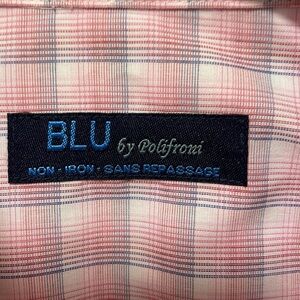 BLU by Polifroni
NON - IRON - SANS REPASSAGE